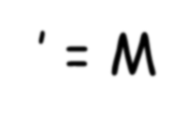 ' = M